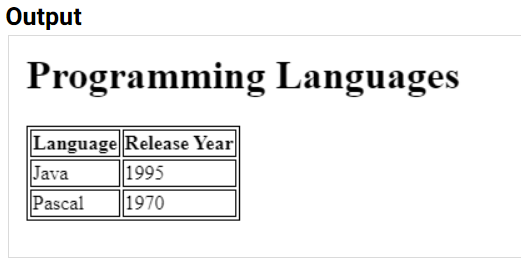 Output
Programming Languages
Language Release Year
Java 1995
Pascal 1970